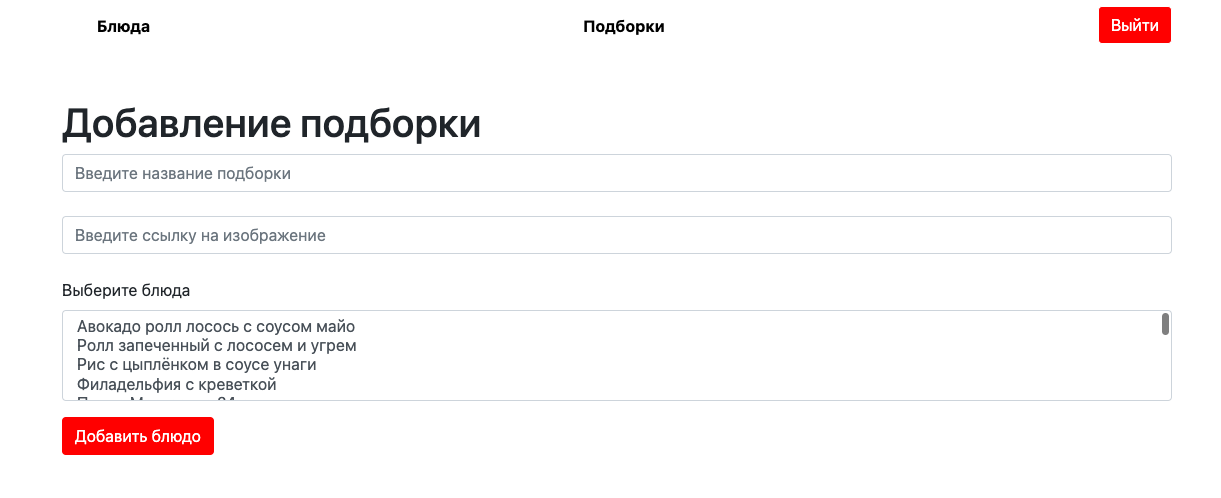 Блюда Подборки Выйти
Добавление подборки
Введите название подборки
Введите ссылку на изображение
Выберите блюда
Авокадо ролл лосось с соусом майо
Ролл запеченный с лососем и угрем
Рис с цыплёнком в соусе унаги
Филадельфия с креветкой
Добавить блюдо